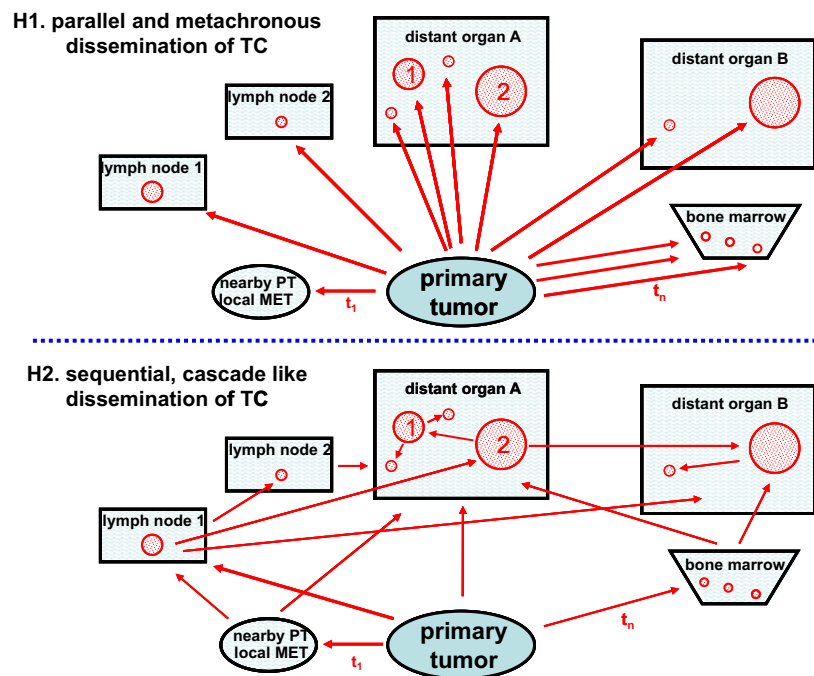 H1. parallel and metachronous
dissemination of TC
distant organ A
1
2
distant organ B
lymph node 2
lymph node 1
bone marrow
nearby PT
local MET
t1
primary
tumor
tn
H2. sequential, cascade like
dissemination of TC
distant organ A
1
2
distant organ B
lymph node 2
lymph node 1
bone marrow
nearby PT
local MET
t1
primary
tumor
tn